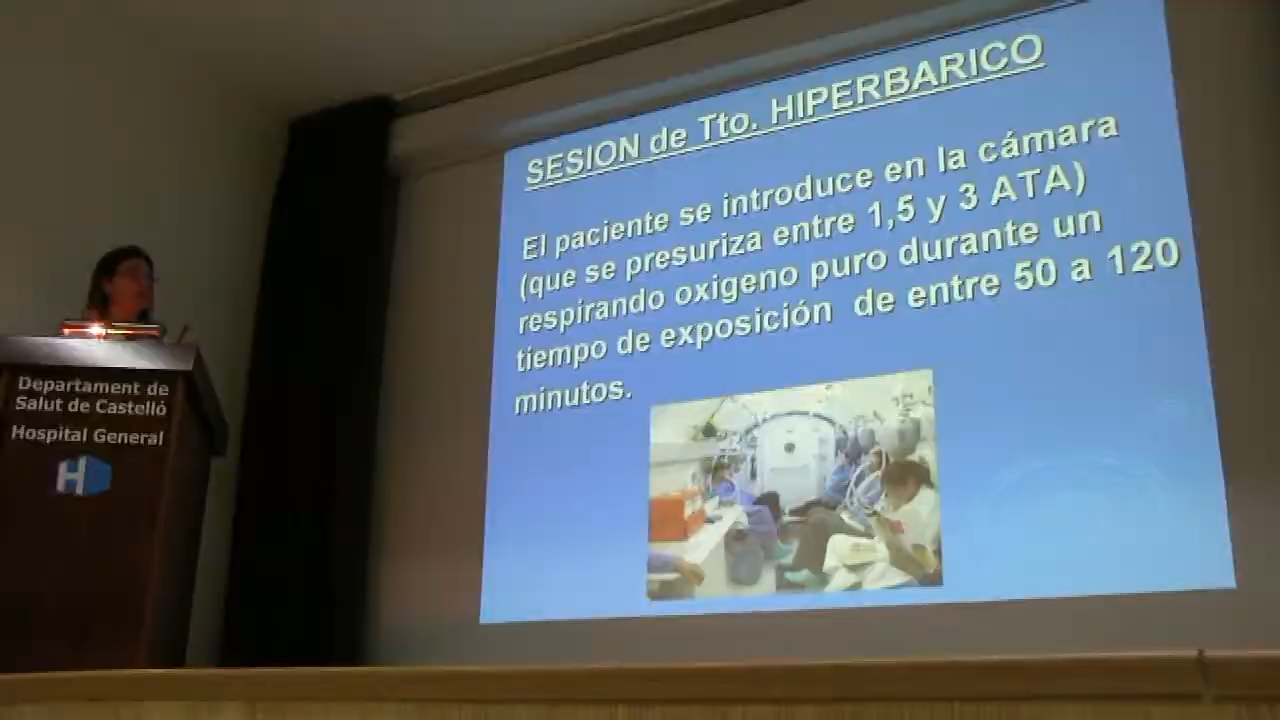 SESION de Tto. HIPERBARICO
El paciente se introduce en la cámara
(que se presuriza entre 1,5 y 3 ATA)
respirando oxigeno puro durante un
tiempo de exposición de entre 50 a 120
minutos.
Departament de
Salut de Castelló
Hospital General
H